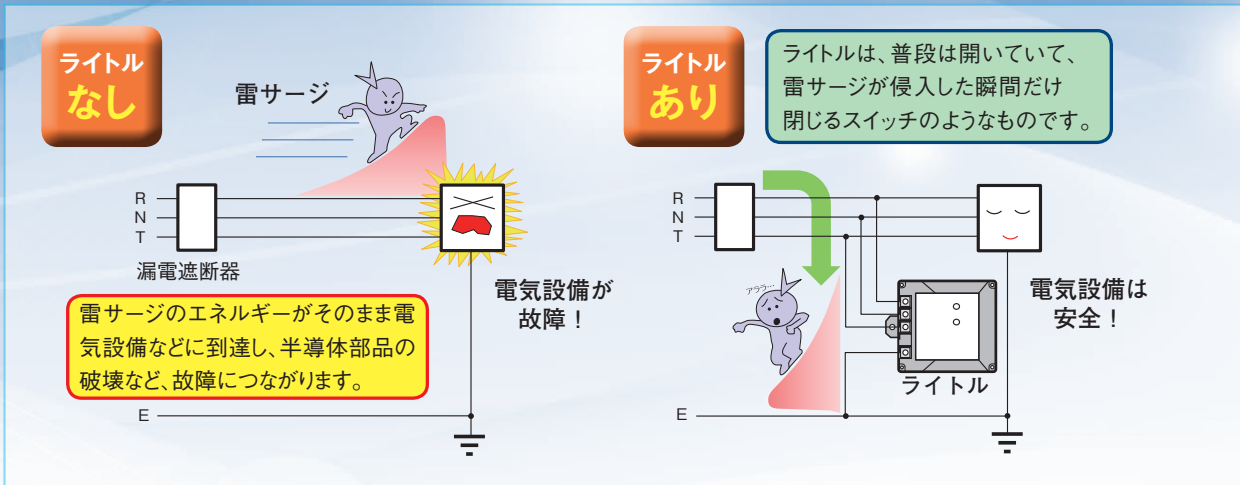 ライトル
なし
雷サージ
R
N
T
漏電遮断器
電気設備が
故障！
雷サージのエネルギーがそのまま電
気設備などに到達し、半導体部品の
破壊など、故障につながります。
E
ライトル
あり
ライトルは、普段は開いていて、
雷サージが侵入した瞬間だけ
閉じるスイッチのようなものです。
R
N
T
アララ…
電気設備は
安全！
ライトル
E